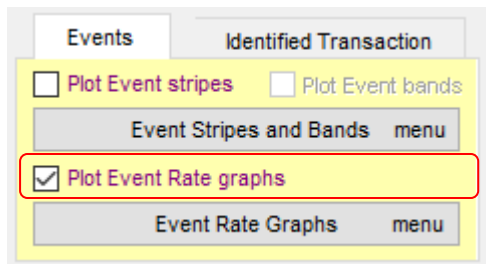 Events Identified Transaction
Plot Event stripes Plot Event bands
Event Stripes and Bands menu
Plot Event Rate graphs
Event Rate Graphs menu